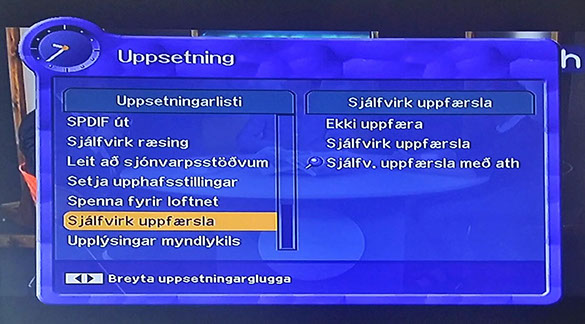 Uppsetning
h
Uppsetningarlisti
SPDIF út
Sjálfvirk ræsing
Leit að sjónvarpsstöðvum
Setja upphafsstillingar
Spenna fyrir loftnet
Sjálfvirk uppfærsla
Upplýsingar myndlykils
Sjálfvirk uppfærsla
Ekki uppfæra
Sjálfvirk uppfærsla
Sjálfv. uppfærsla með ath
Breyta uppsetningarglugga